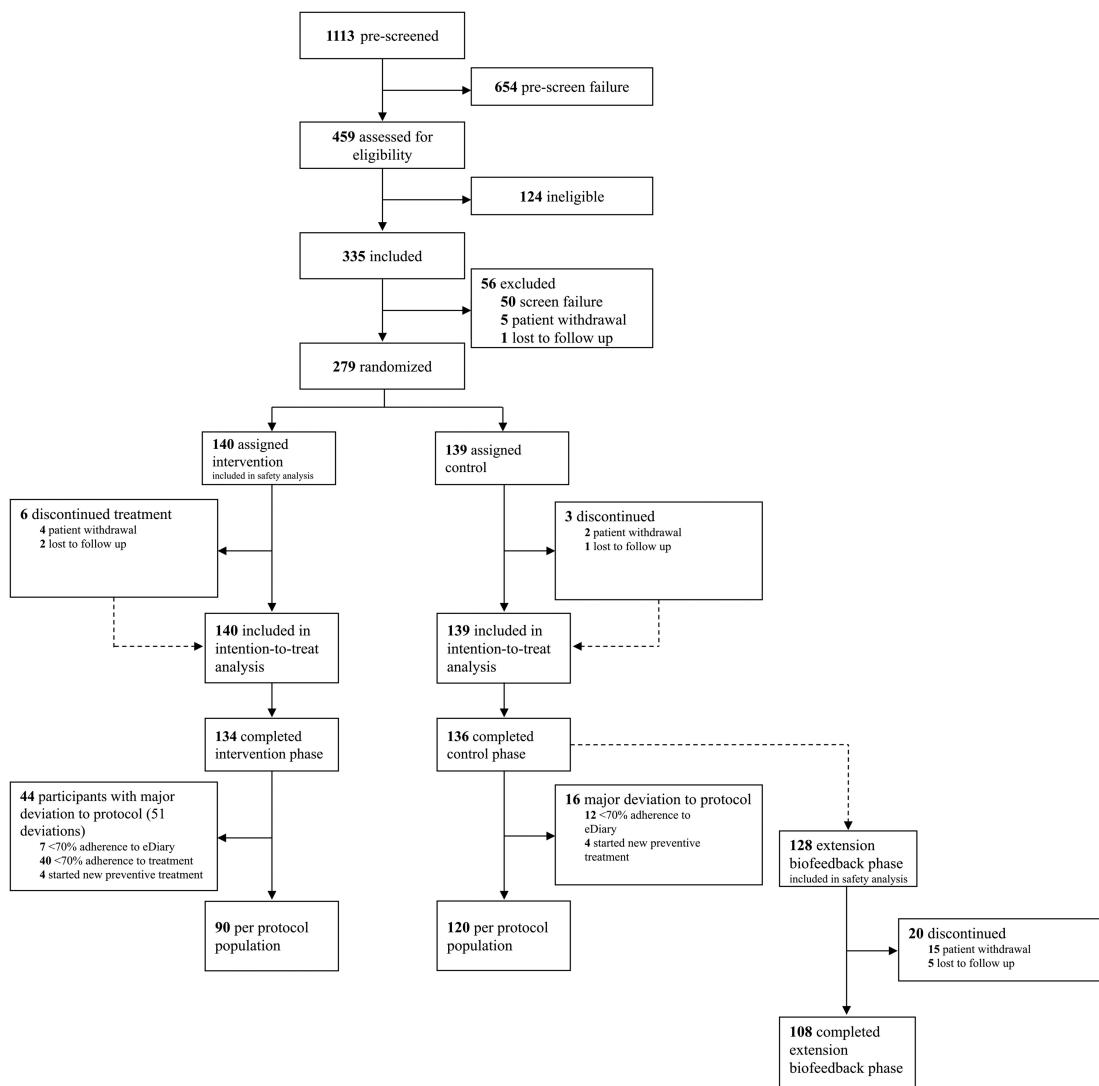 1113 pre-screened
654 pre-screen failure
459 assessed for
eligibility
124 ineligible
335 included
56 excluded
50 screen failure
5 patient withdrawal
1 lost to follow up
279 randomized
140 assigned
intervention
included in safety analysis
139 assigned
control
6 discontinued treatment
4 patient withdrawal
2 lost to follow up
3 discontinued
2 patient withdrawal
1 lost to follow up
140 included in
intention-to-treat
analysis
139 included in
intention-to-treat
analysis
134 completed
intervention phase
136 completed
control phase
44 participants with major
deviation to protocol (51
deviations)
7 <70% adherence to eDiary
40 <70% adherence to treatment
4 started new preventive treatment
16 major deviation to protocol
12 <70% adherence to
eDiary
4 started new preventive
treatment
128 extension
biofeedback phase
included in safety analysis
90 per protocol
population
120 per protocol
population
20 discontinued
15 patient withdrawal
5 lost to follow up
108 completed
extension
biofeedback phase